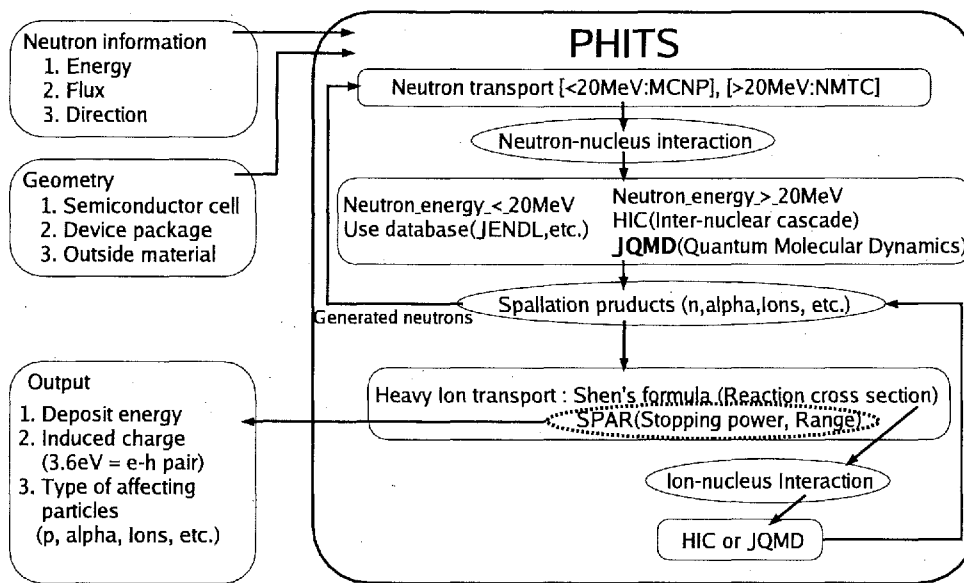 Neutron information
1. Energy
2. Flux
3. Direction
Geometry
1. Semiconductor cell
2. Device package
3. Outside material
Output
1. Deposit energy
2. Induced charge
(3.6eV = e-h pair)
3. Type of affecting
particles
(p, alpha, Ions, etc.)
PHITS
Neutron transport [<20MeV:MCNP], [>20MeV:NMTC]
Neutron-nucleus interaction
Neutron_energy_<_20MeV
Use database(JENDL,etc.)
Neutron_energy_>_20MeV
HIC(Inter-nuclear cascade)
JQMD(Quantum Molecular Dynamics)
Spallation pruducts (n,alpha,Ions, etc.)
Generated neutrons
Heavy Ion transport : Shen's formula (Reaction cross section)
SPAR(Stopping power, Range)
Ion-nucleus Interaction
HIC or JQMD